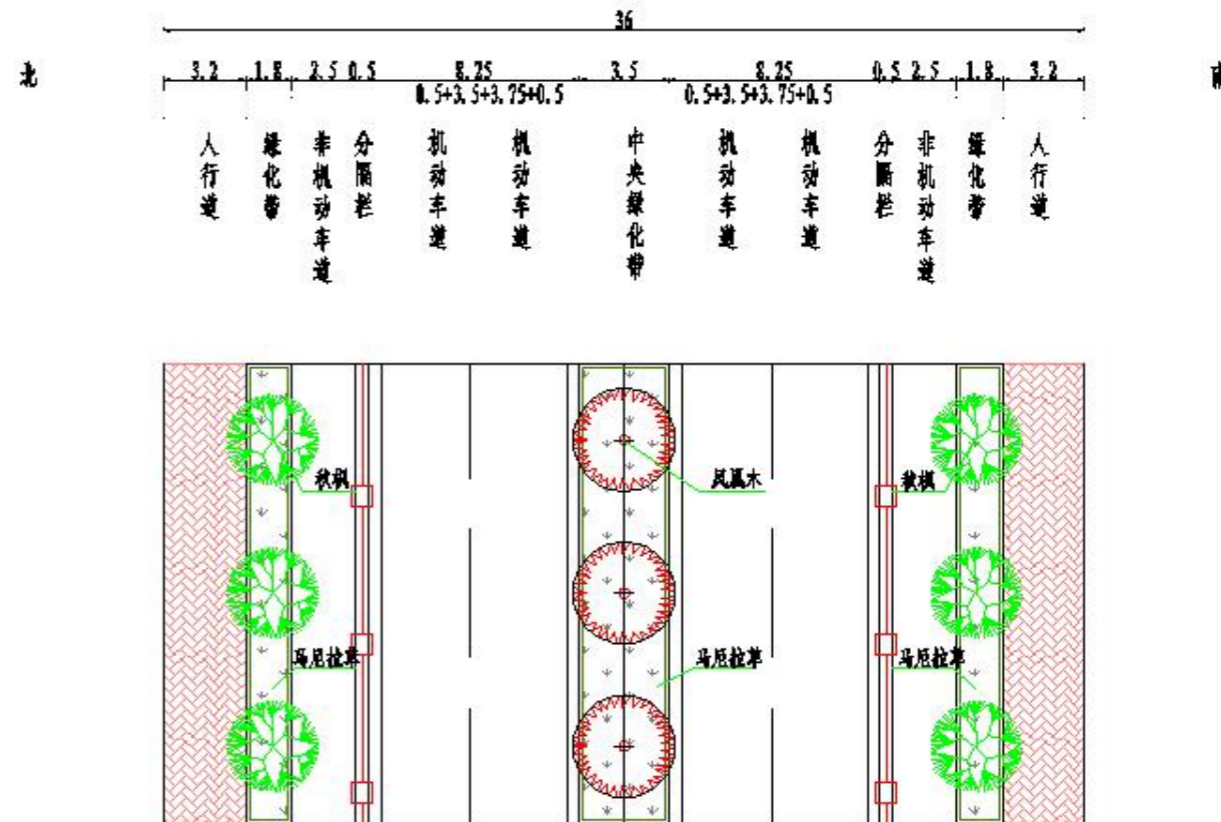 36
北
南
3.2 1.8 2.5 0.5 8.25 3.5 8.25 0.5 2.5 1.8 3.2
0.5+3.5+3.75+0.5 0.5+3.5+3.75+0.5
人行道
绿化带
非机动车道
分隔栏
机动车道
机动车道
中央绿化带
机动车道
机动车道
分隔栏
非机动车道
绿化带
人行道
秋枫
凤凰木
秋枫
马尼拉草
马尼拉草
马尼拉草